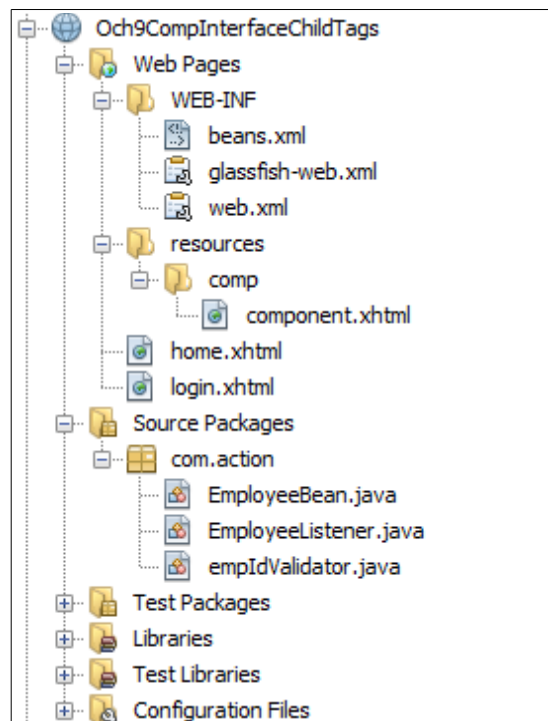 Och9CompInterfaceChildTags
Web Pages
WEB-INF
beans.xml
glassfish-web.xml
web.xml
resources
comp
component.xhtml
home.xhtml
login.xhtml
Source Packages
com.action
EmployeeBean.java
EmployeeListener.java
empIdValidator.java
Test Packages
Libraries
Test Libraries
Configuration Files